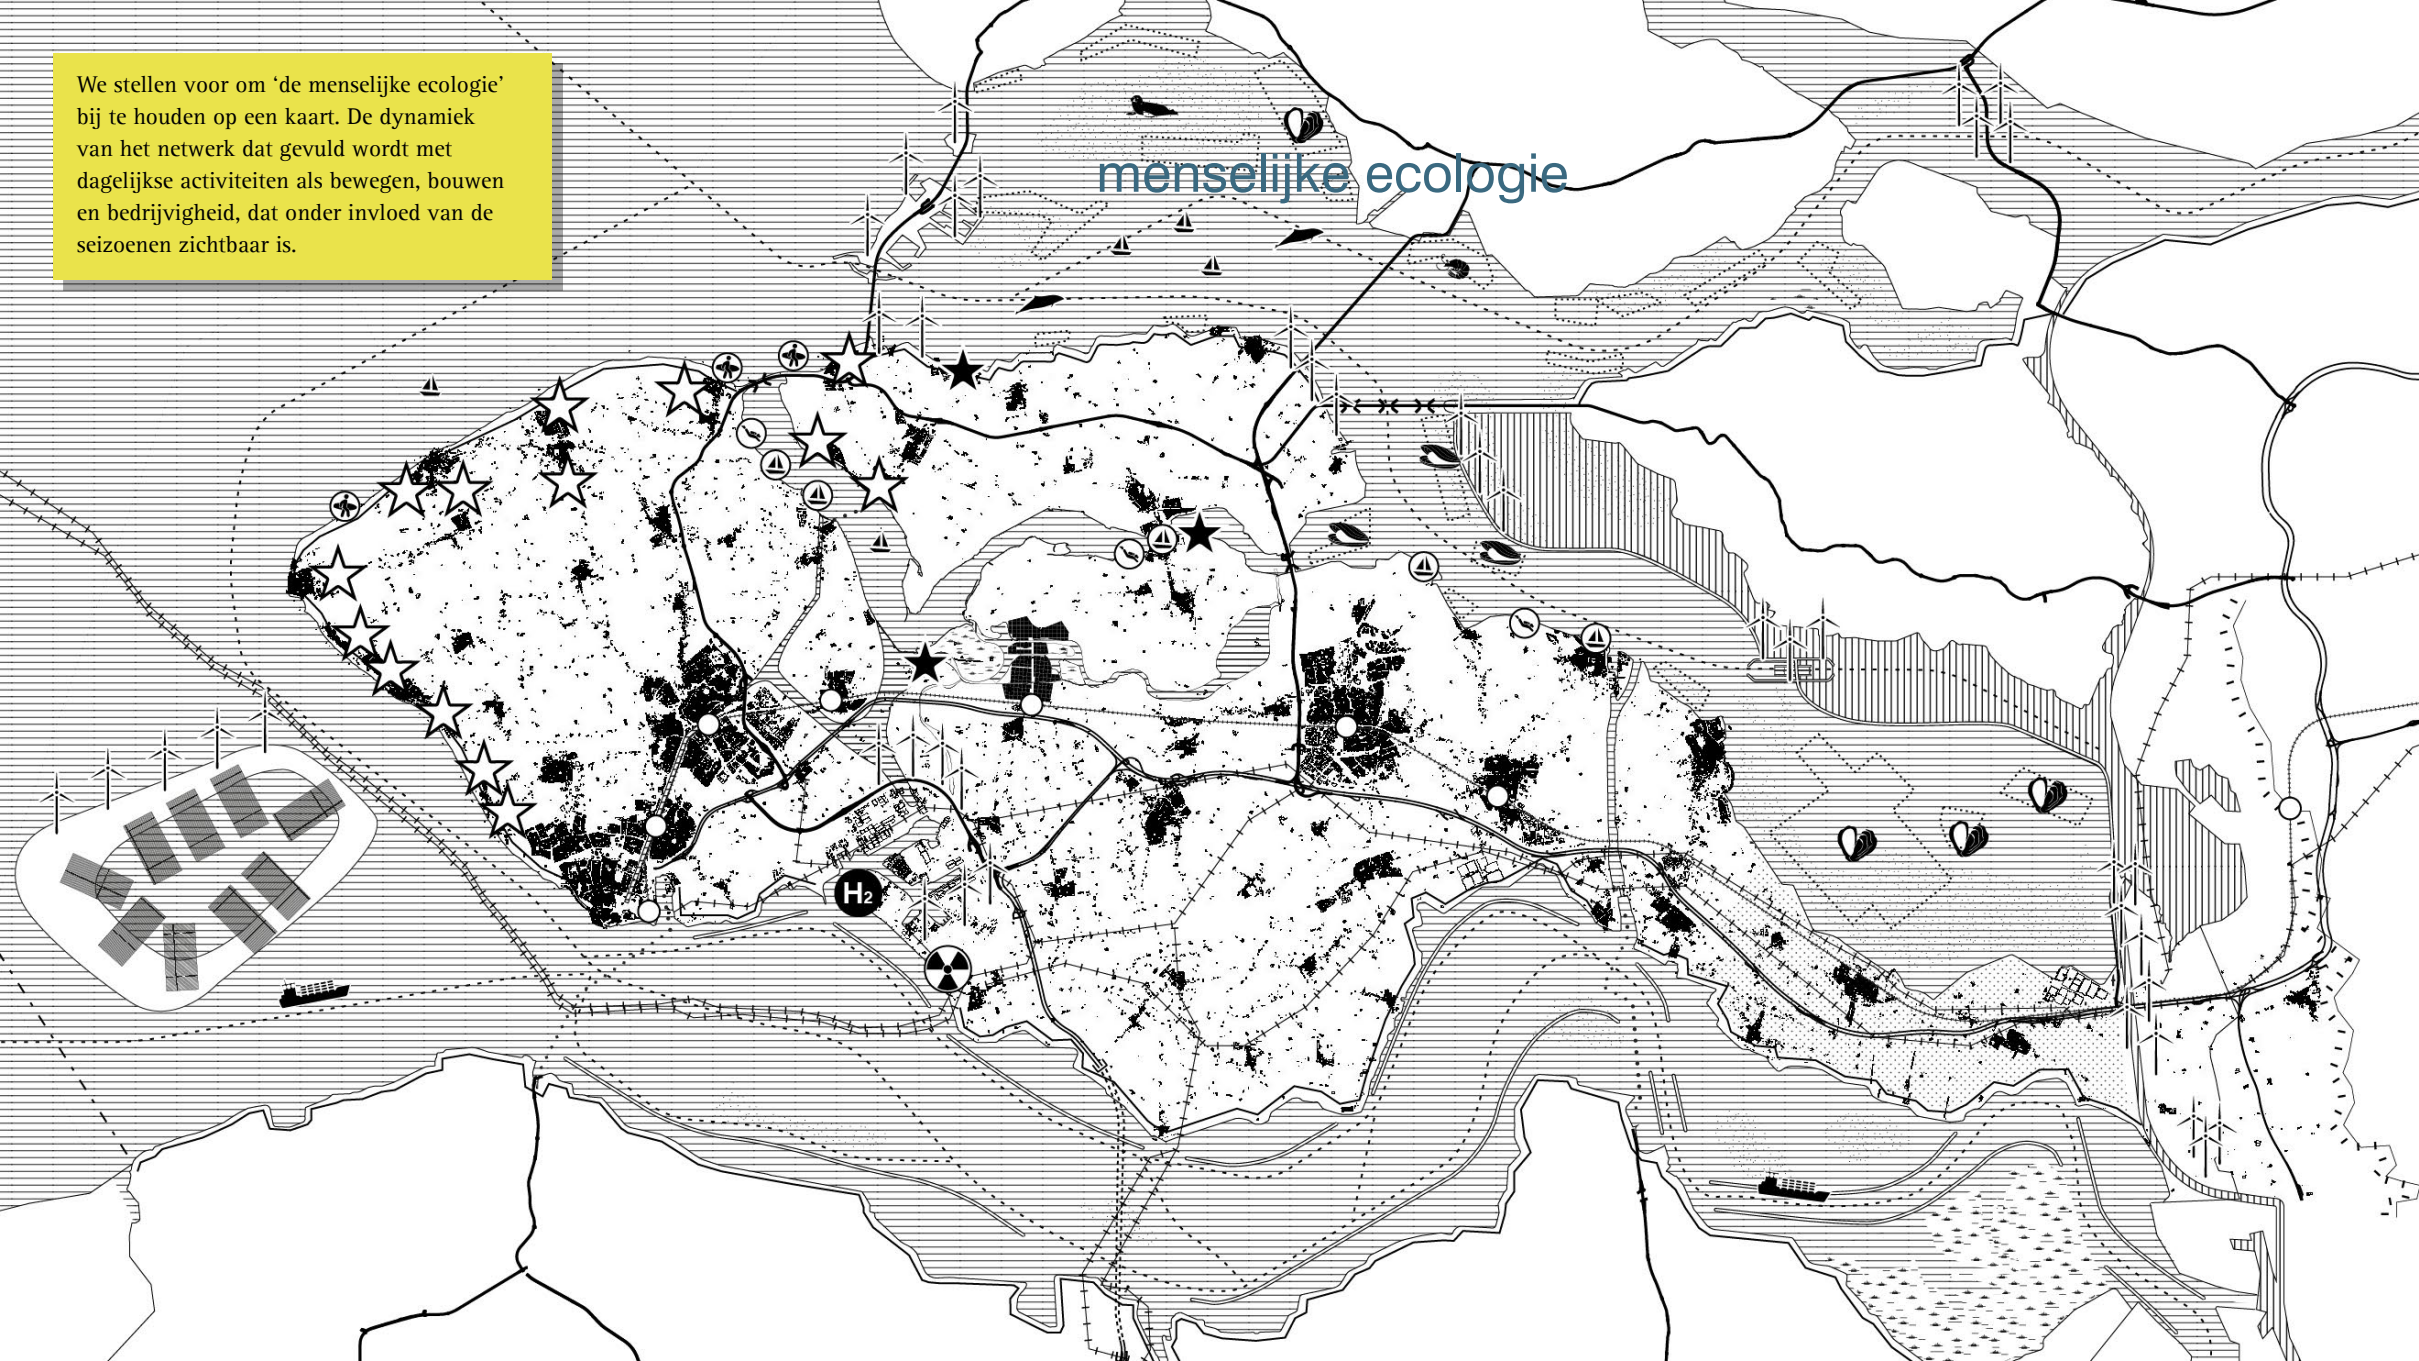 We stellen voor om ‘de menselijke ecologie’
bij te houden op een kaart. De dynamiek
van het netwerk dat gevuld wordt met
dagelijkse activiteiten als bewegen, bouwen
en bedrijvigheid, dat onder invloed van de
seizoenen zichtbaar is.
menselijke ecologie
H2